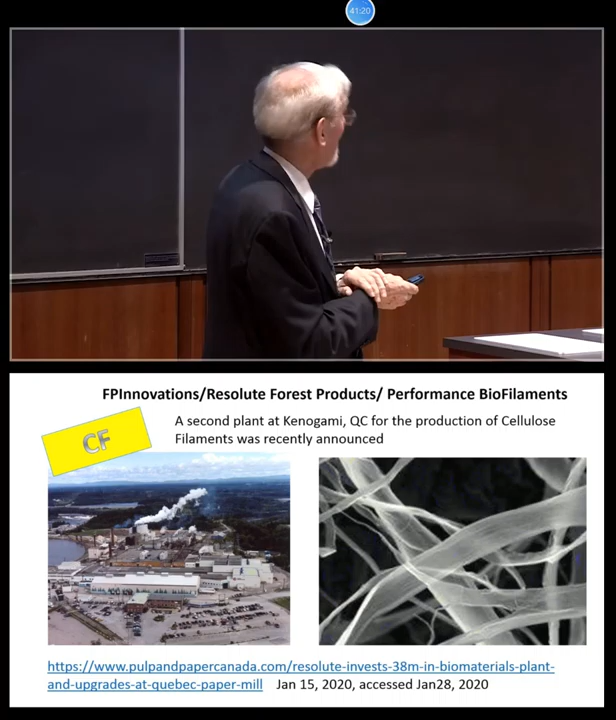 41:20
FPInnovations/Resolute Forest Products/ Performance BioFilaments
CF
A second plant at Kenogami, QC for the production of Cellulose
Filaments was recently announced
https://www.pulpandpapercanada.com/resolute-invests-38m-in-biomaterials-plant-
and-upgrades-at-quebec-paper-mill Jan 15, 2020, accessed Jan28, 2020